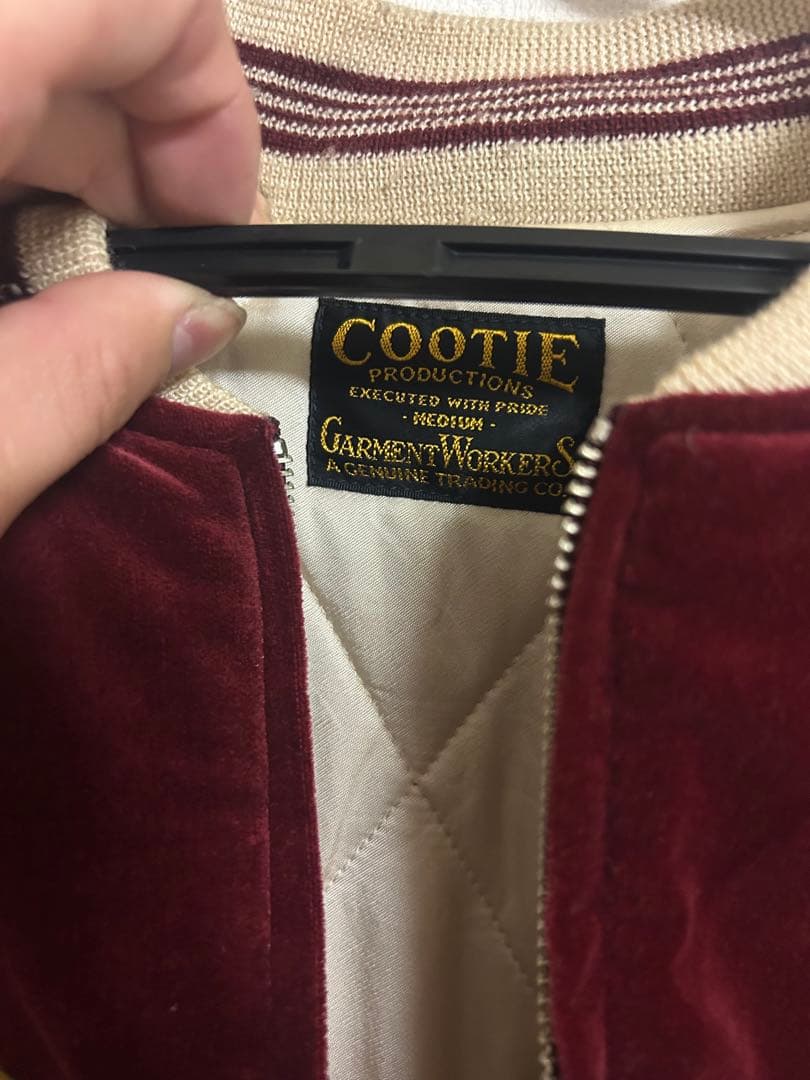 COOTIE
PRODUCTIONS
EXECUTED WITH PRIDE
- MEDIUM -
GARMENT WORKERS
A GENUINE TRADING CO.